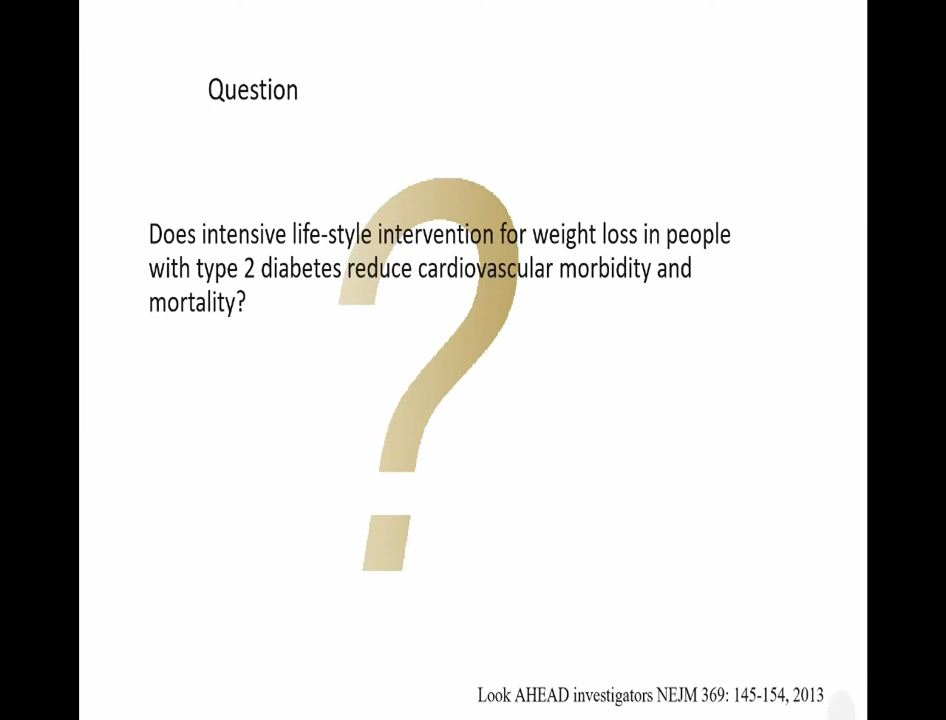 Question
Does intensive life-style intervention for weight loss in people
with type 2 diabetes reduce cardiovascular morbidity and
mortality?
?
Look AHEAD investigators NEJM 369: 145-154, 2013